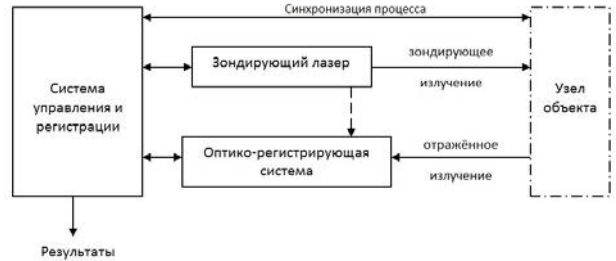 Синхронизация процесса
Зондирующий лазер
зондирующее
излучение
Система
управления и
регистрации
Узел
объекта
Оптико-регистрирующая
система
отражённое
излучение
Результаты